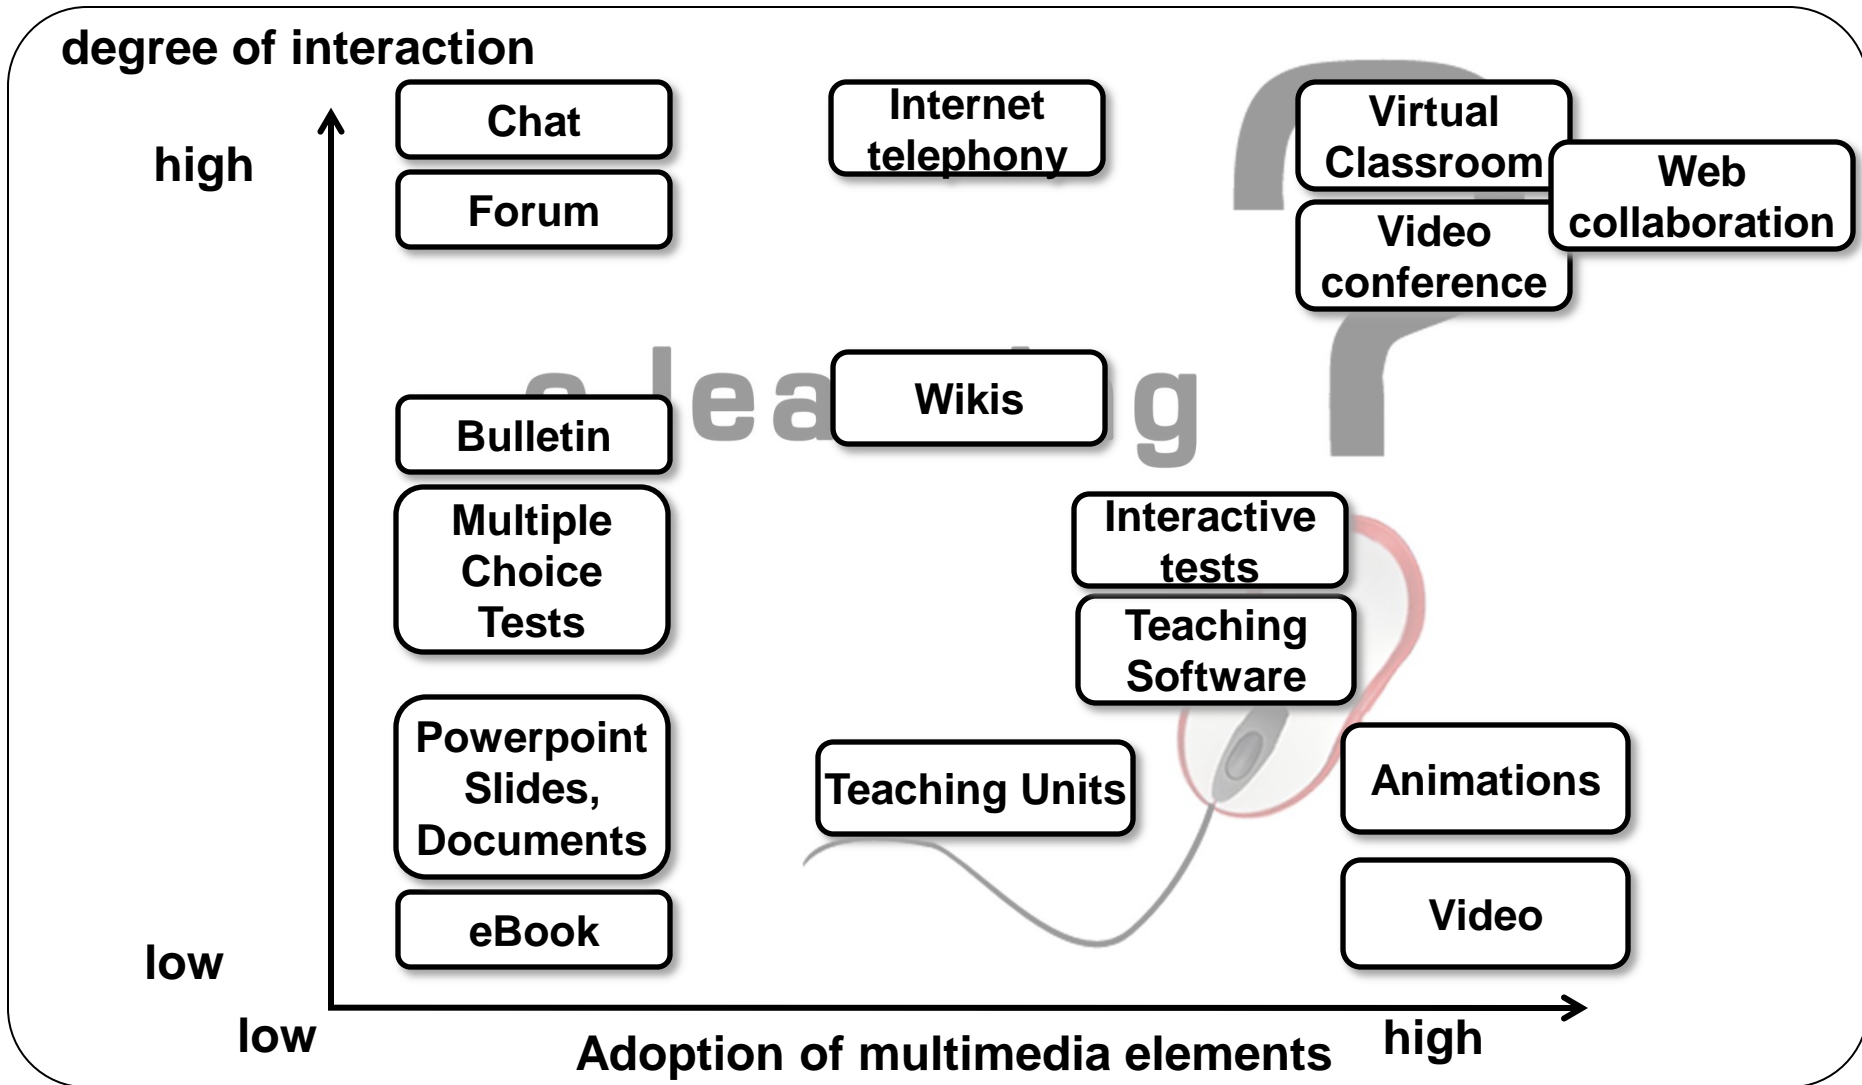 degree of interaction
high
Chat
Forum
Internet
telephony
Virtual
Classroom
Web
collaboration
Video
conference
e lea g
Wikis
Bulletin
Multiple
Choice
Tests
Interactive
tests
Teaching
Software
Powerpoint
Slides,
Documents
Teaching Units
Animations
eBook
Video
low
low
Adoption of multimedia elements
high